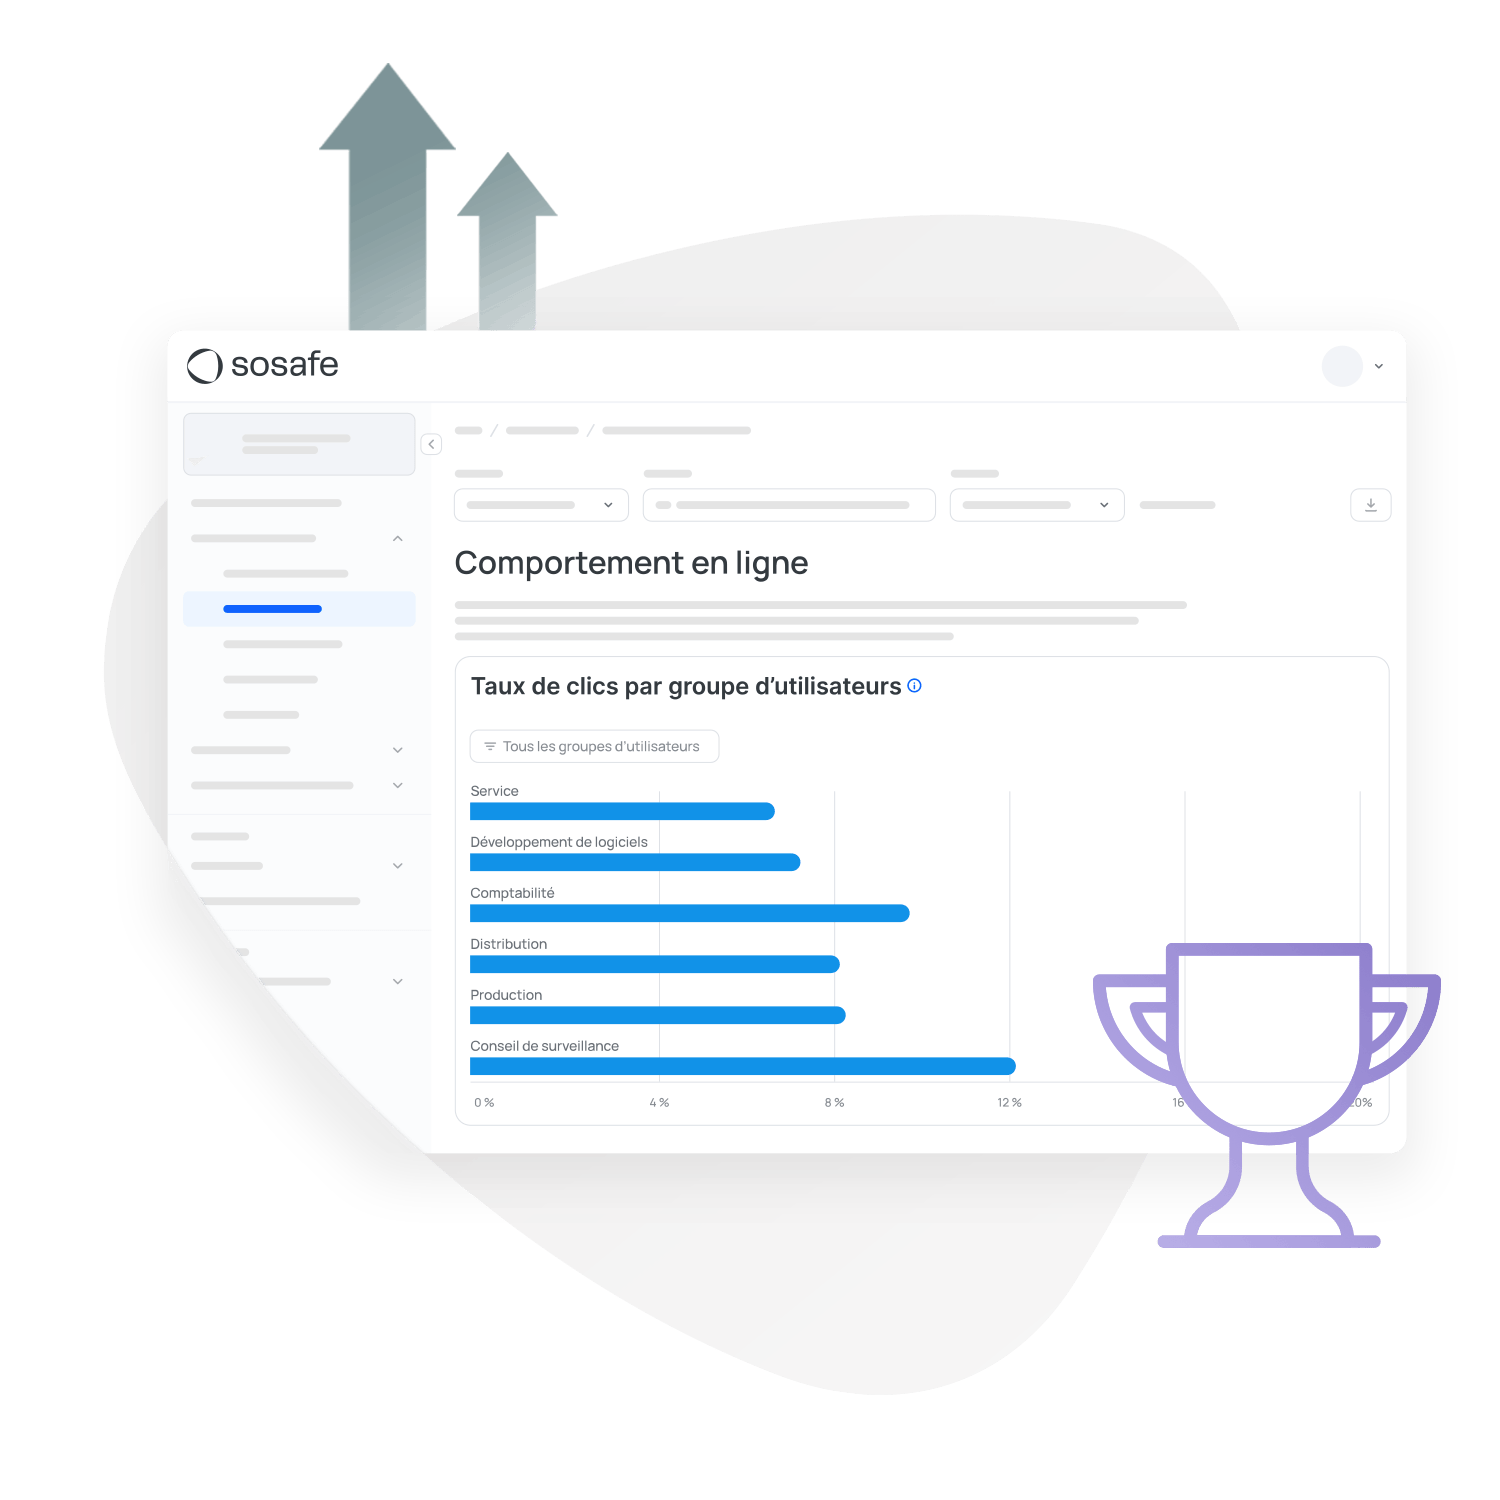 sosafe
Comportement en ligne
Taux de clics par groupe d’utilisateurs
Tous les groupes d’utilisateurs
Service
Développement de logiciels
Comptabilité
Distribution
Production
Conseil de surveillance
0 %
4 %
8 %
12 %
16
20%